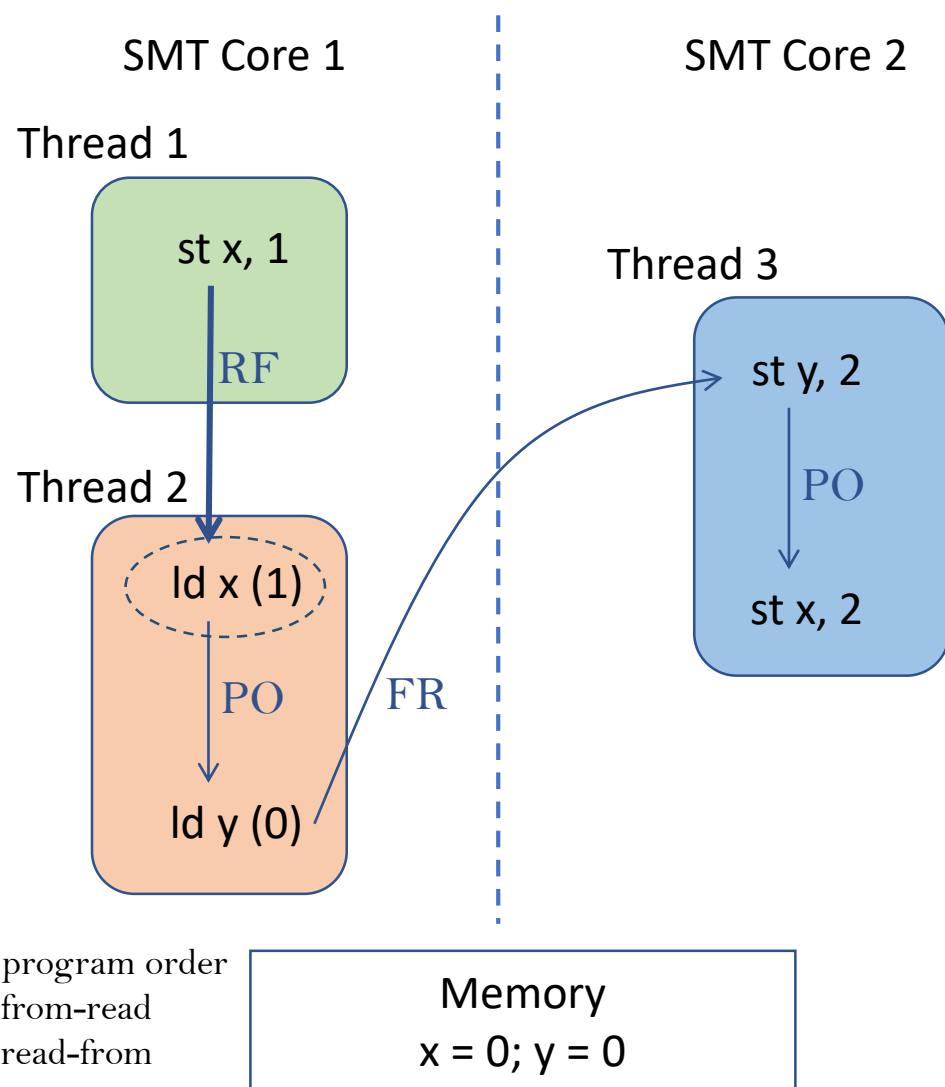 SMT Core 1
SMT Core 2
Thread 1
st x, 1
RF
Thread 2
ld x (1)
PO
ld y (0)
FR
Thread 3
st y, 2
PO
st x, 2
program order
from-read
read-from
Memory
x = 0; y = 0